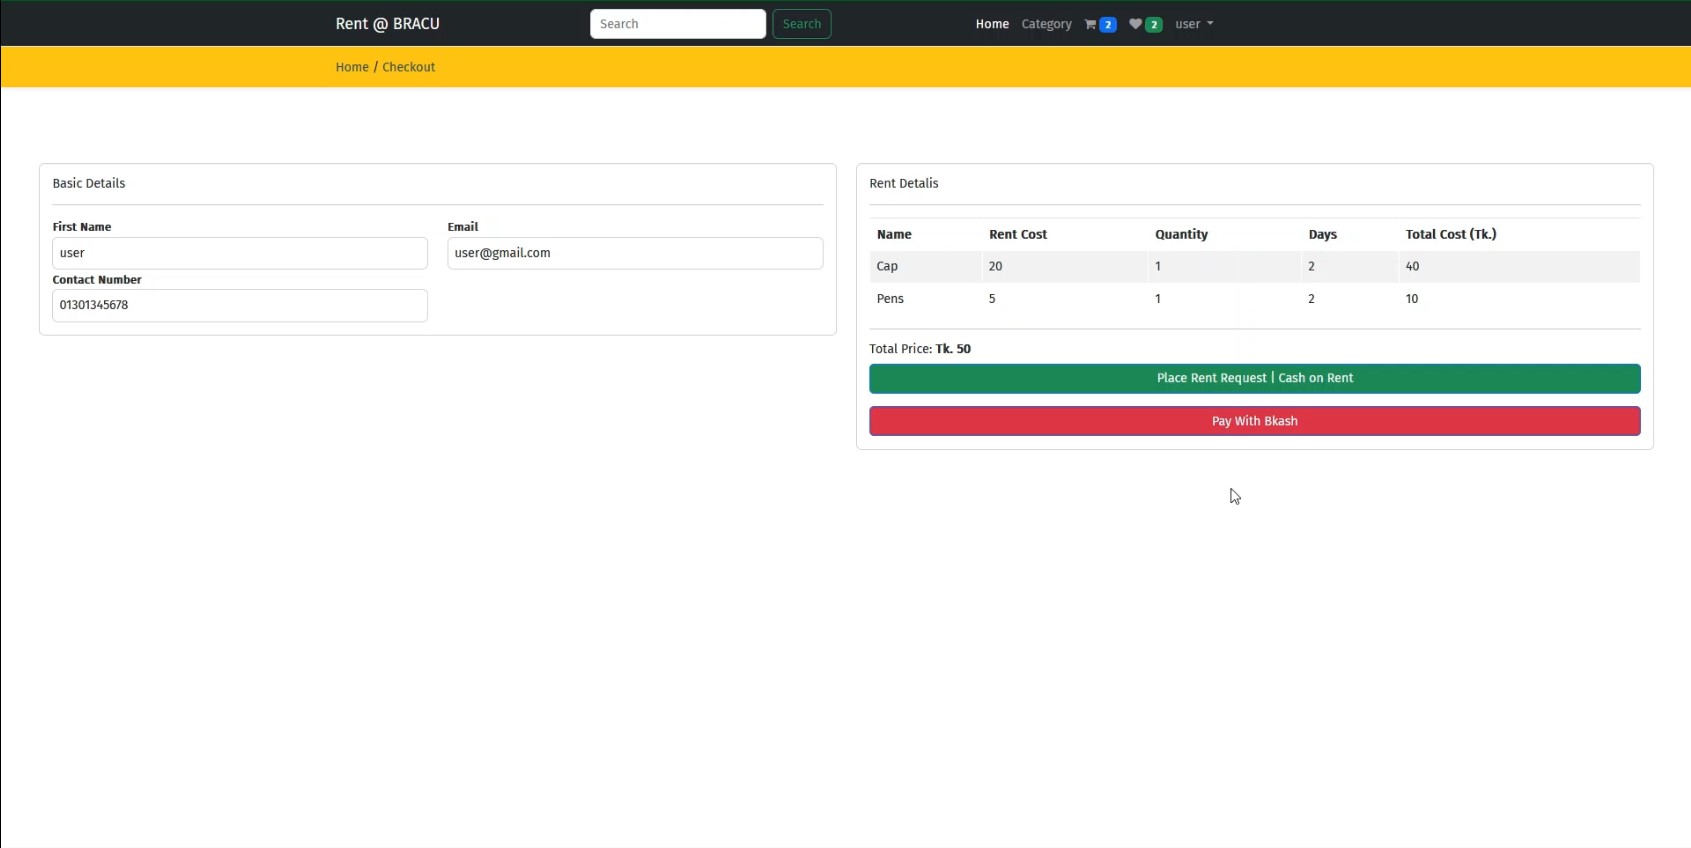 Rent @ BRACU
Search
Search
Home Category 2 2 user
Home / Checkout
Basic Details
First Name Email
user user@gmail.com
Contact Number
01301345678
Rent Detalis
Name Rent Cost Quantity Days Total Cost (Tk.)
Cap 20 1 2 40
Pens 5 1 2 10
Total Price: Tk. 50
Place Rent Request | Cash on Rent
Pay With Bkash